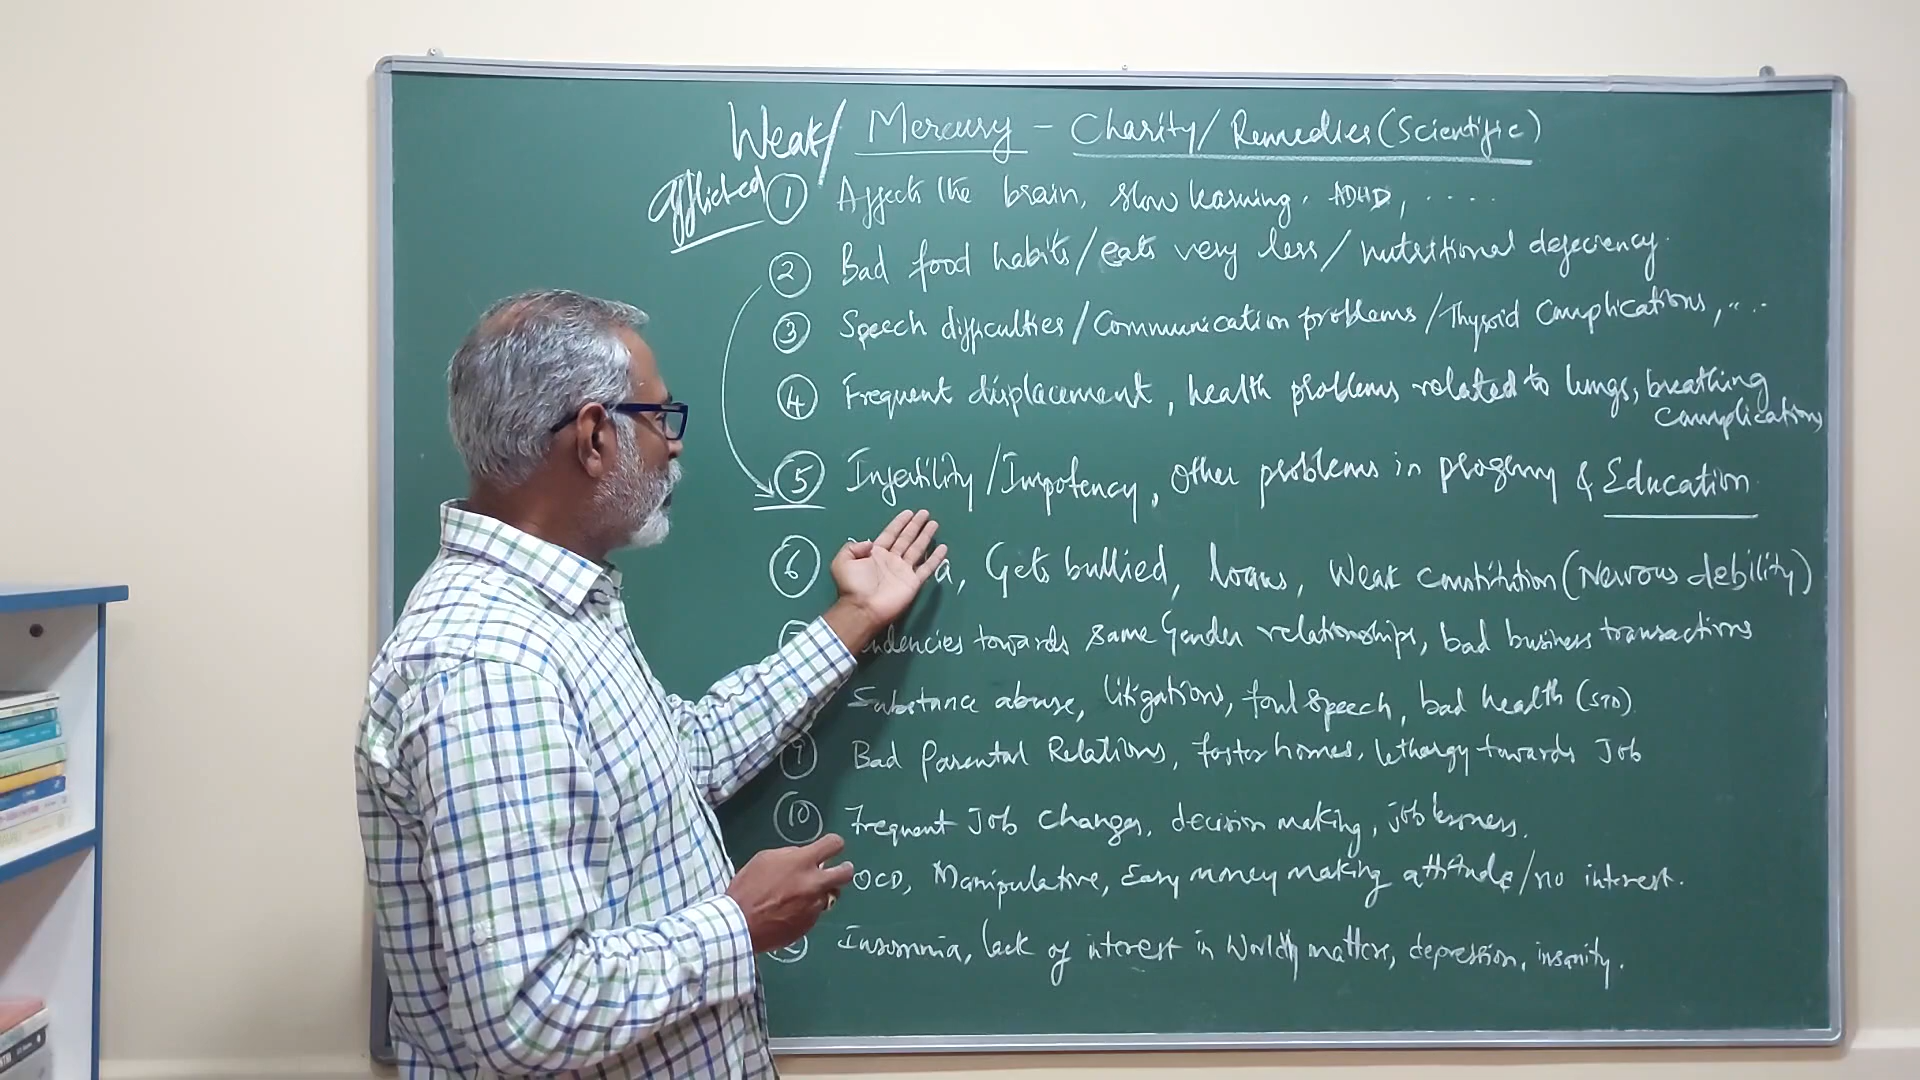 Weak/ Mercury - Charity/Remedies (Scientific)
afflicted
1 Affect the brain, slow learning. ADHD, .....
2 Bad food habits/eats very less/nutritional defeciency.
3 Speech difficulties/Communication problems/Thyroid Complications, ....
4 Frequent displacement, health problems related to lungs, breathing
complications
5 Infertility/Impotency, Other problems in progeny & Education
6 a, Gets bullied, loans, Weak constitution (Nervous debility)
ndencies towards same Gender relationships, bad business transactions
Substance abuse, litigations, foul speech, bad health (STD).
9 Bad Parental Relations, foster homes, lethargy towards Job
10 Frequent Job changes, decision making, joblessness.
OCD, Manipulative, Easy money making attitude/no interest.
Insomnia, lack of interest in Worldly matters, depression, insanity.